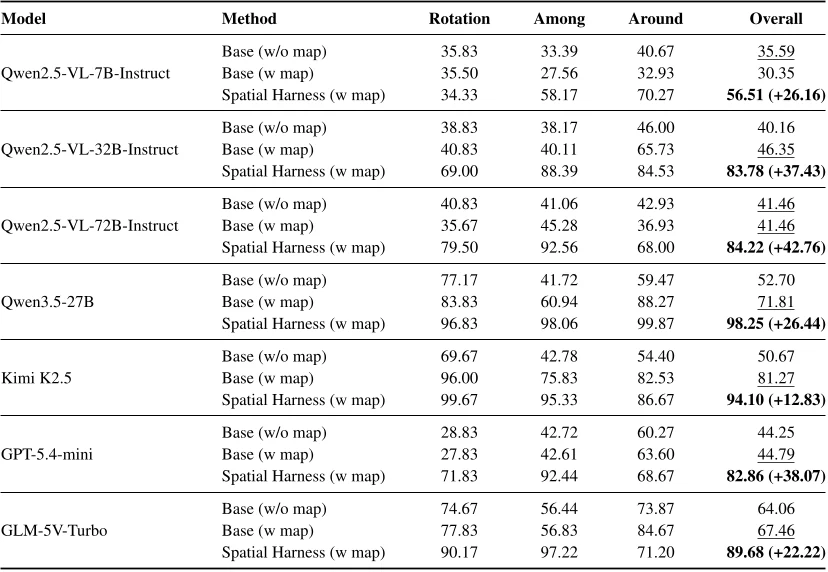 Model Method Rotation Among Around Overall
Base (w/o map) 35.83 33.39 40.67 35.59
Qwen2.5-VL-7B-Instruct Base (w map) 35.50 27.56 32.93 30.35
Spatial Harness (w map) 34.33 58.17 70.27 56.51 (+26.16)
Base (w/o map) 38.83 38.17 46.00 40.16
Qwen2.5-VL-32B-Instruct Base (w map) 40.83 40.11 65.73 46.35
Spatial Harness (w map) 69.00 88.39 84.53 83.78 (+37.43)
Base (w/o map) 40.83 41.06 42.93 41.46
Qwen2.5-VL-72B-Instruct Base (w map) 35.67 45.28 36.93 41.46
Spatial Harness (w map) 79.50 92.56 68.00 84.22 (+42.76)
Base (w/o map) 77.17 41.72 59.47 52.70
Qwen3.5-27B Base (w map) 83.83 60.94 88.27 71.81
Spatial Harness (w map) 96.83 98.06 99.87 98.25 (+26.44)
Base (w/o map) 69.67 42.78 54.40 50.67
Kimi K2.5 Base (w map) 96.00 75.83 82.53 81.27
Spatial Harness (w map) 99.67 95.33 86.67 94.10 (+12.83)
Base (w/o map) 28.83 42.72 60.27 44.25
GPT-5.4-mini Base (w map) 27.83 42.61 63.60 44.79
Spatial Harness (w map) 71.83 92.44 68.67 82.86 (+38.07)
Base (w/o map) 74.67 56.44 73.87 64.06
GLM-5V-Turbo Base (w map) 77.83 56.83 84.67 67.46
Spatial Harness (w map) 90.17 97.22 71.20 89.68 (+22.22)